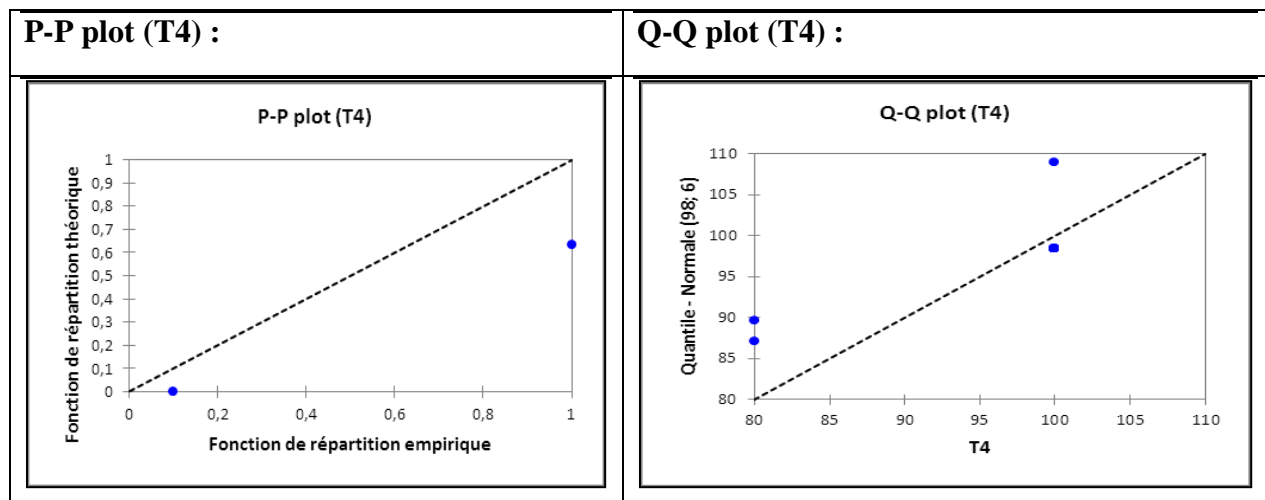 P-P plot (T4) :
Q-Q plot (T4) :
P-P plot (T4)
Fonction de répartition théorique
1
0,9
0,8
0,7
0,6
0,5
0,4
0,3
0,2
0,1
0
0 0,2 0,4 0,6 0,8 1
Fonction de répartition empirique
Q-Q plot (T4)
Quantile - Normale (98; 6)
110
105
100
95
90
85
80
80 85 90 95 100 105 110
T4